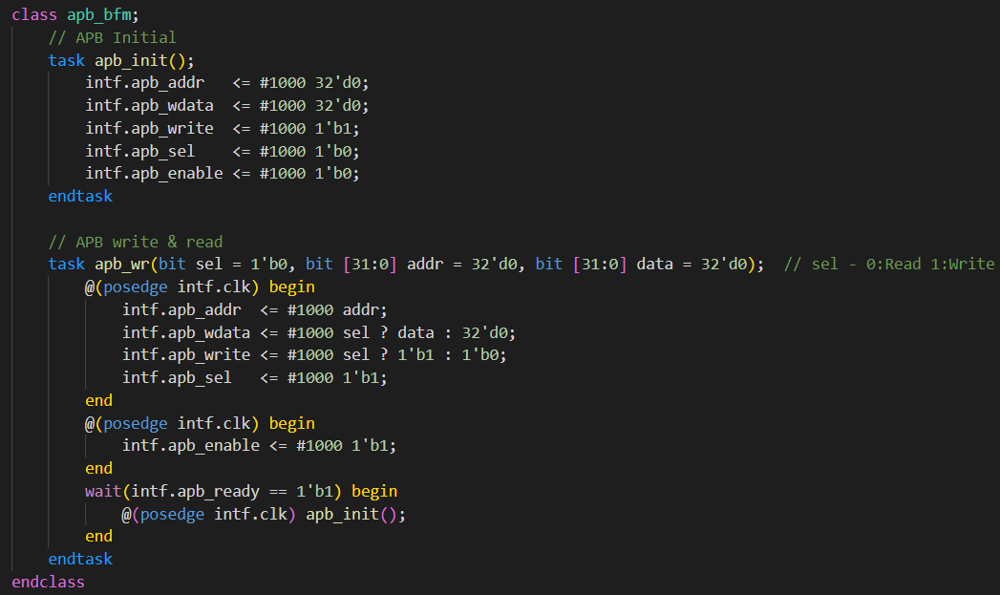 class apb_bfm;
    // APB Initial
    task apb_init();
        intf.apb_addr   <= #1000 32'd0;
        intf.apb_wdata  <= #1000 32'd0;
        intf.apb_write  <= #1000 1'b1;
        intf.apb_sel    <= #1000 1'b0;
        intf.apb_enable <= #1000 1'b0;
    endtask

    // APB write & read
    task apb_wr(bit sel = 1'b0, bit [31:0] addr = 32'd0, bit [31:0] data = 32'd0);  // sel - 0:Read 1:Write
        @(posedge intf.clk) begin
            intf.apb_addr  <= #1000 addr;
            intf.apb_wdata <= #1000 sel ? data : 32'd0;
            intf.apb_write <= #1000 sel ? 1'b1 : 1'b0;
            intf.apb_sel   <= #1000 1'b1;
        end
        @(posedge intf.clk) begin
            intf.apb_enable <= #1000 1'b1;
        end
        wait(intf.apb_ready == 1'b1) begin
            @(posedge intf.clk) apb_init();
        end
    endtask
endclass